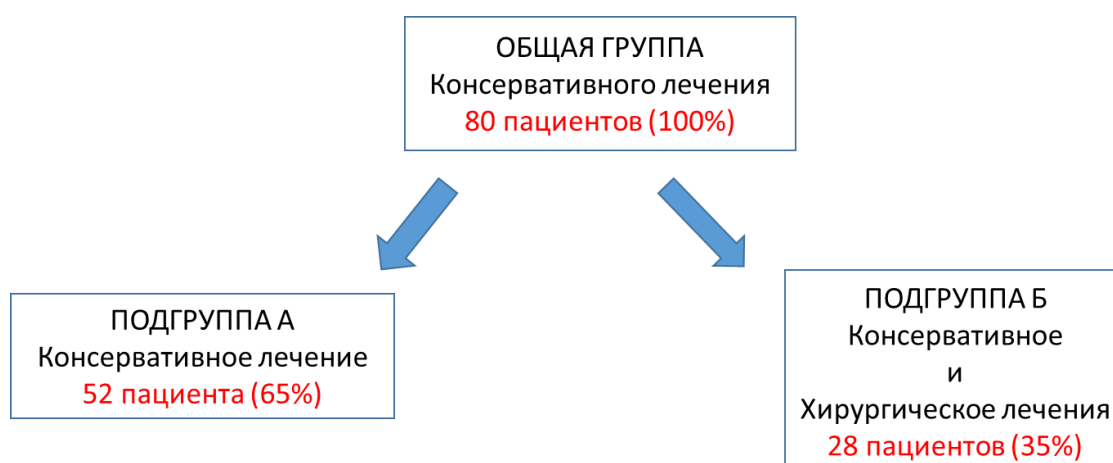 ОБЩАЯ ГРУППА
Консервативного лечения
80 пациентов (100%)
ПОДГРУППА А
Консервативное лечение
52 пациента (65%)
ПОДГРУППА Б
Консервативное
и
Хирургическое лечения
28 пациентов (35%)